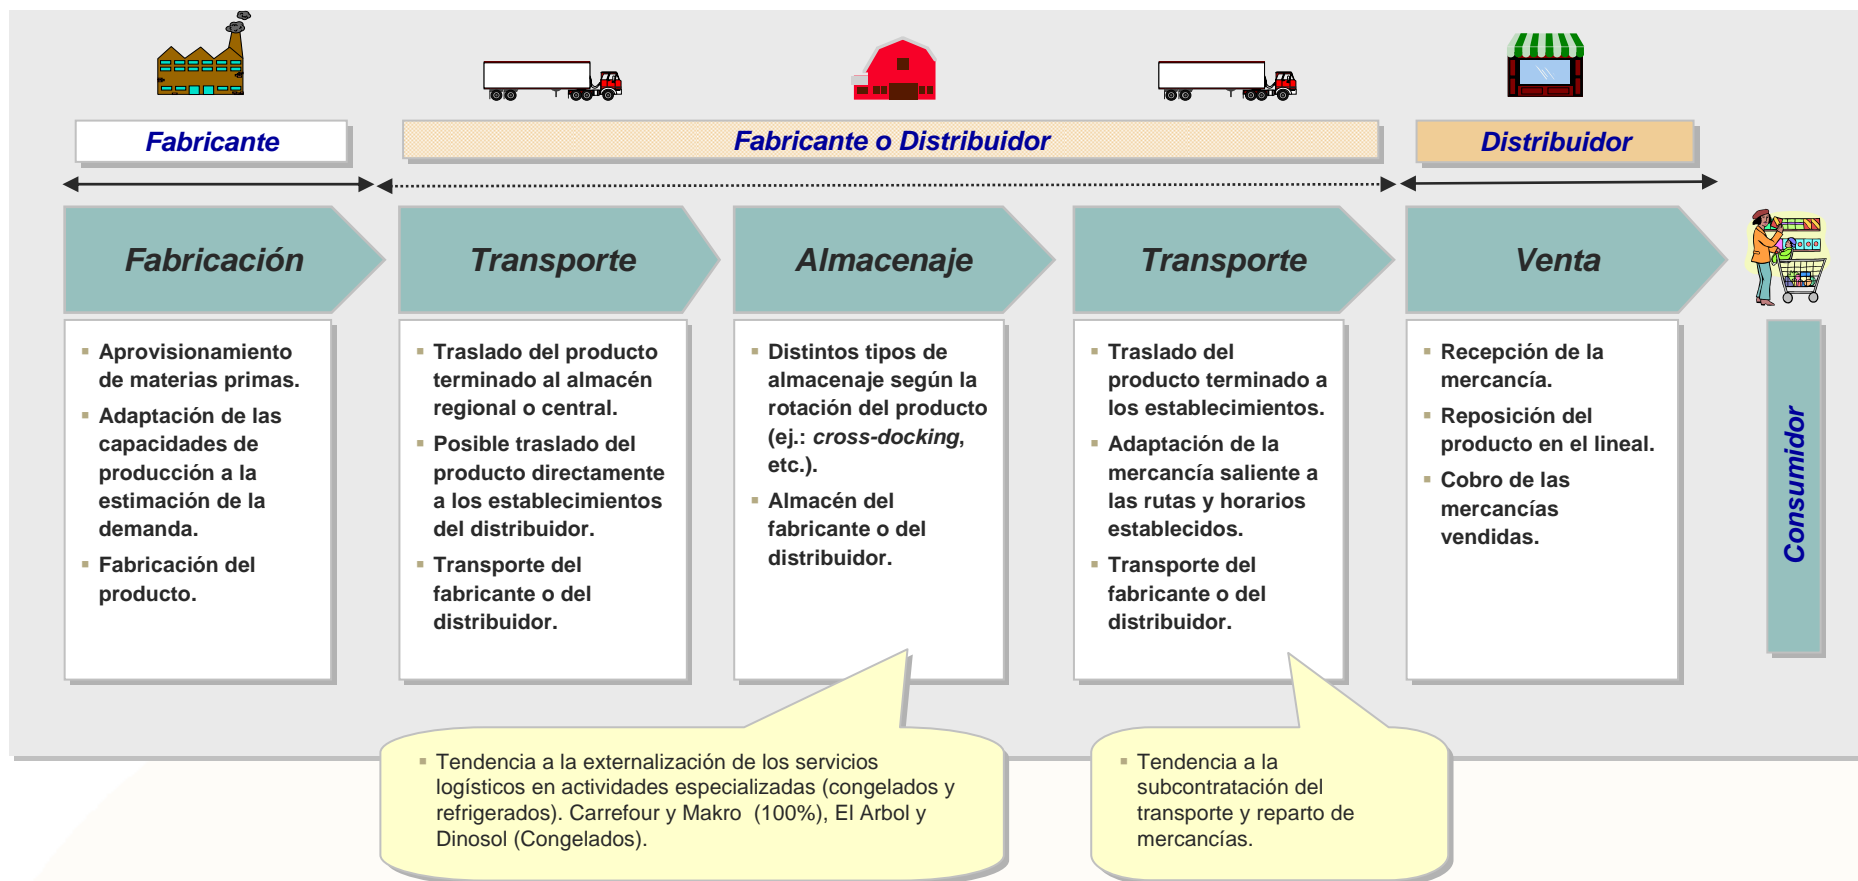 Fabricante
Fabricante o Distribuidor
Distribuidor
Fabricación
Transporte
Almacenaje
Transporte
Venta
▪ Aprovisionamiento
de materias primas.
▪ Adaptación de las
capacidades de
producción a la
estimación de la
demanda.
▪ Fabricación del
producto.
▪ Traslado del producto
terminado al almacén
regional o central.
▪ Posible traslado del
producto directamente
a los establecimientos
del distribuidor.
▪ Transporte del
fabricante o del
distribuidor.
▪ Distintos tipos de
almacenaje según la
rotación del producto
(ej.: cross-docking,
etc.).
▪ Almacén del
fabricante o del
distribuidor.
▪ Traslado del
producto terminado a
los establecimientos.
▪ Adaptación de la
mercancía saliente a
las rutas y horarios
establecidos.
▪ Transporte del
fabricante o del
distribuidor.
▪ Recepción de la
mercancía.
▪ Reposición del
producto en el lineal.
▪ Cobro de las
mercancías
vendidas.
Consumidor
▪ Tendencia a la externalización de los servicios
logísticos en actividades especializadas (congelados y
refrigerados). Carrefour y Makro (100%), El Arbol y
Dinosol (Congelados).
▪ Tendencia a la
subcontratación del
transporte y reparto de
mercancías.